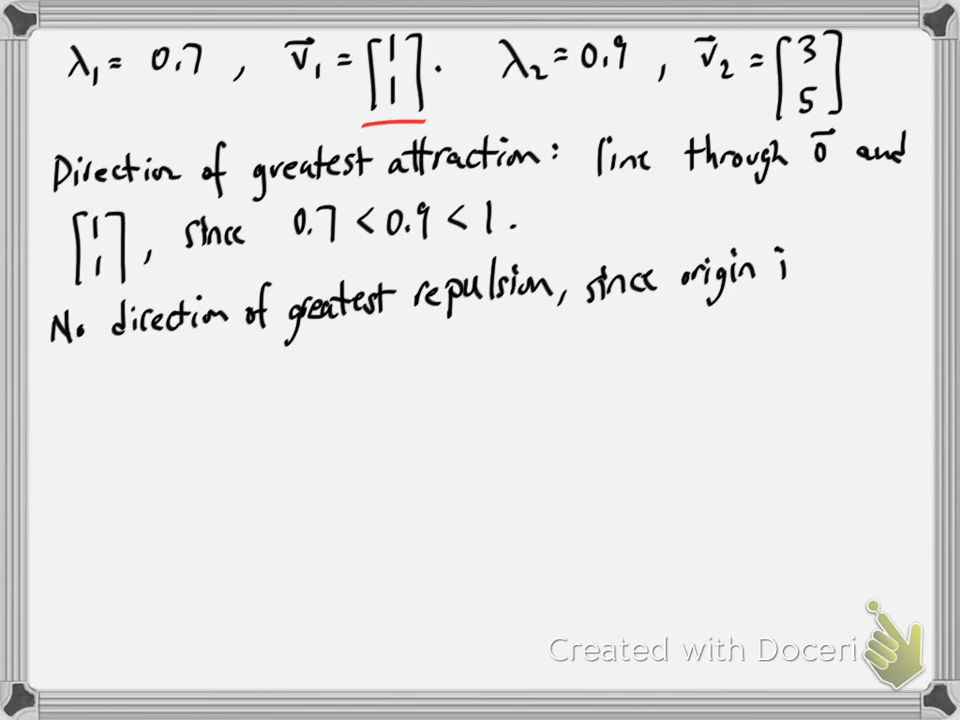 λ₁ = 0.7 , v⃗₁ = [1 1]. λ₂ = 0.9 , v⃗₂ = [3 5]
Direction of greatest attraction: line through 0⃗ and
[1 1], since 0.7 < 0.9 < 1.
No direction of greatest repulsion, since origin i
Created with Doceri